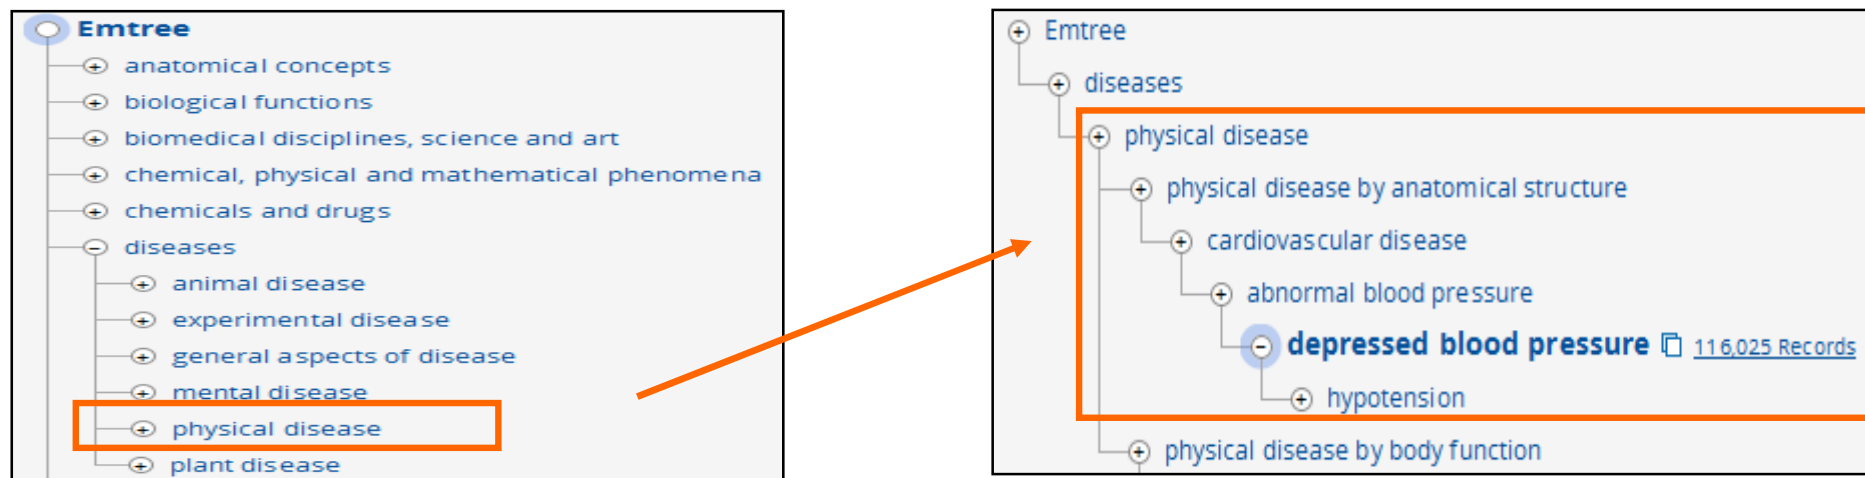 Emtree
anatomical concepts
biological functions
biomedical disciplines, science and art
chemical, physical and mathematical phenomena
chemicals and drugs
diseases
animal disease
experimental disease
general aspects of disease
mental disease
physical disease
plant disease
Emtree
diseases
physical disease
physical disease by anatomical structure
cardiovascular disease
abnormal blood pressure
depressed blood pressure 116,025 Records
hypotension
physical disease by body function